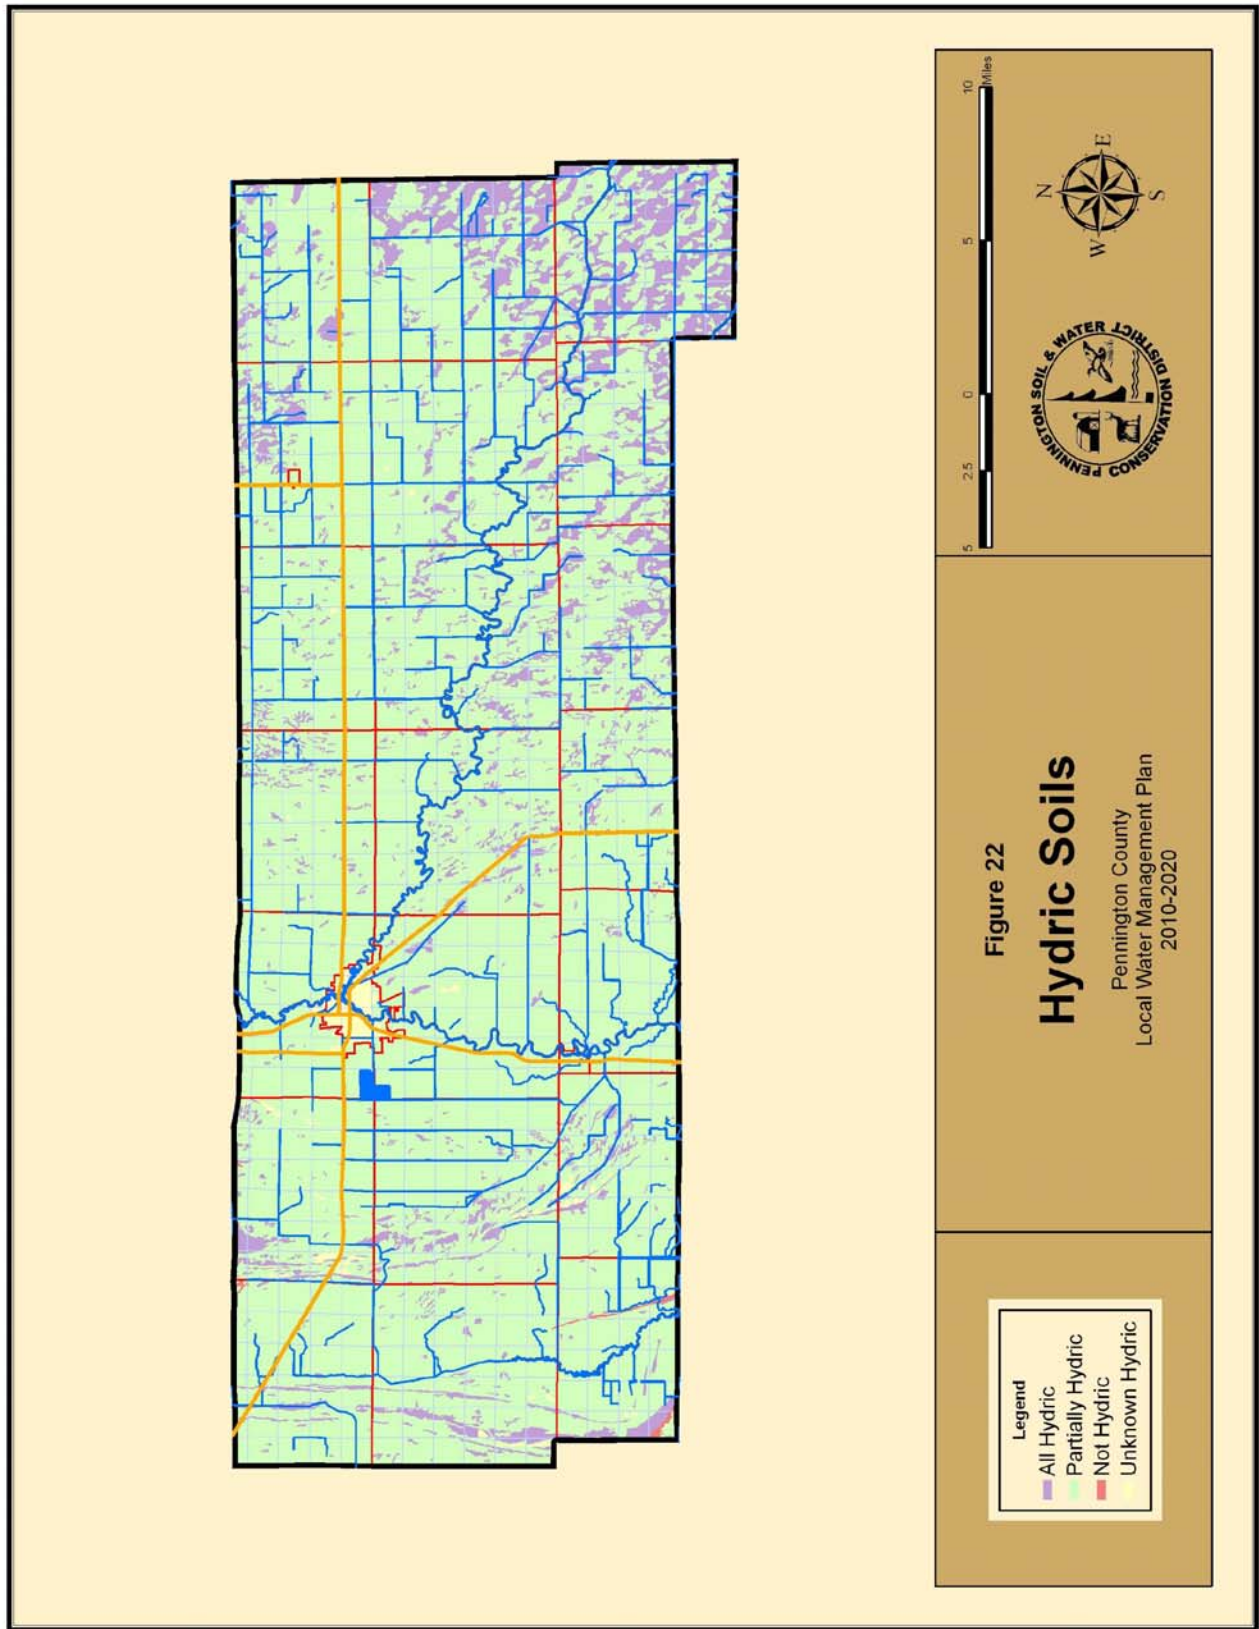 Legend
All Hydric
Partially Hydric
Not Hydric
Unknown Hydric
Figure 22
Hydric Soils
Pennington County
Local Water Management Plan
2010-2020
5 2.5 0 5 10
Miles
PENNINGTON SOIL & WATER
CONSERVATION DISTRICT
N
W E
S